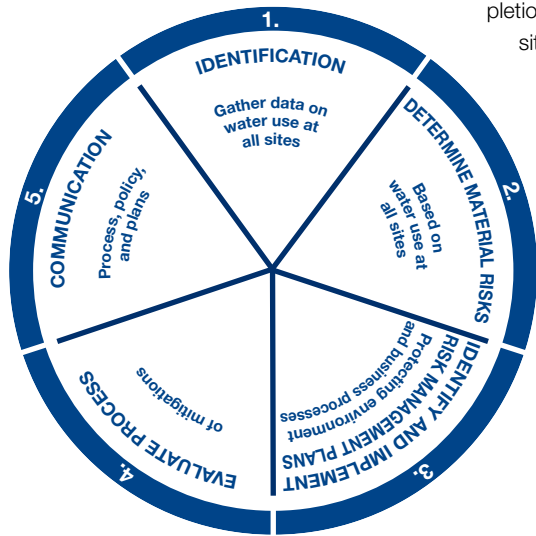 pletio
sit
1.
IDENTIFICATION
Gather data on
water use at
all sites
2.
DETERMINE MATERIAL RISKS
Based on
water use at
all sites
3.
IDENTIFY AND IMPLEMENT
RISK MANAGEMENT PLANS
Protecting environment
and business processes
4.
EVALUATE PROCESS
of mitigations
5.
COMMUNICATION
Process, policy,
and plans